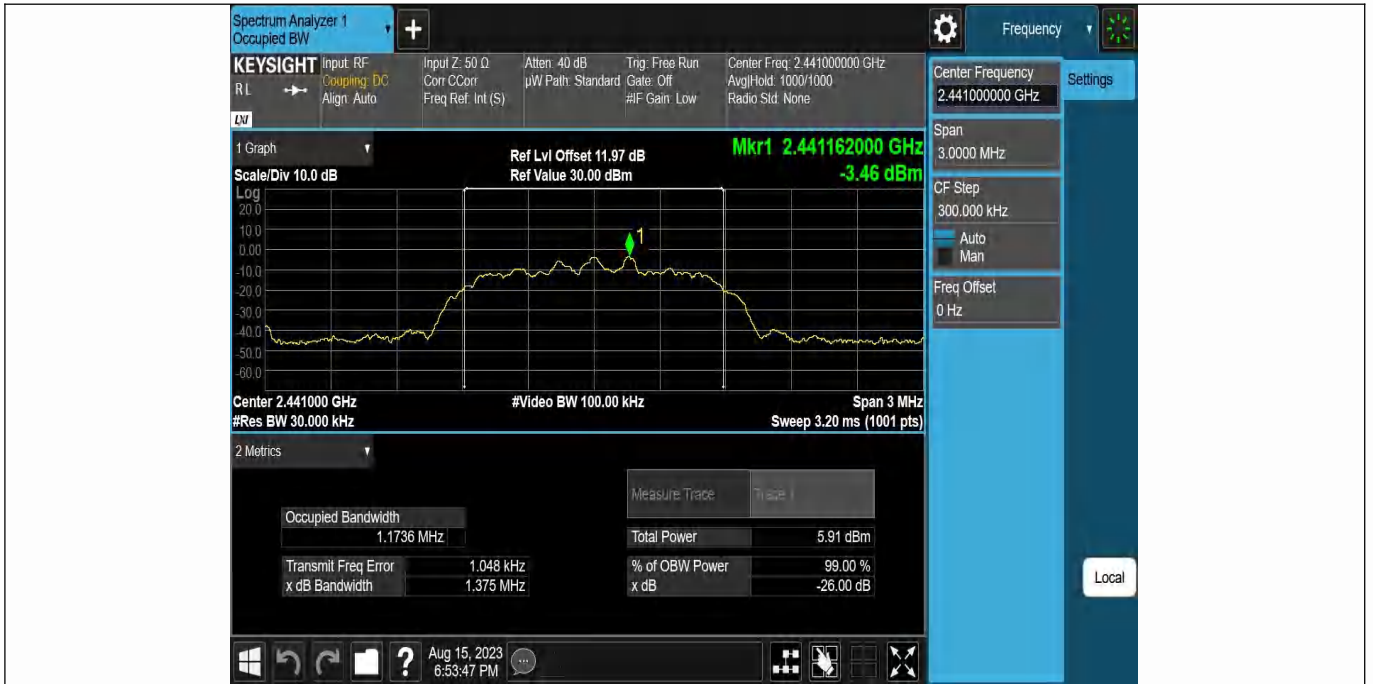 Spectrum Analyzer 1
Occupied BW
+
Frequency
KEYSIGHT
R L
LXI
Input: RF
Coupling: DC
Align: Auto
Input Z: 50 Ω
Corr CCorr
Freq Ref: Int (S)
Atten: 40 dB
µW Path: Standard
Trig: Free Run
Gate: Off
#IF Gain: Low
Center Freq: 2.441000000 GHz
Avg|Hold: 1000/1000
Radio Std: None
Center Frequency
2.441000000 GHz
Settings
Span
3.0000 MHz
CF Step
300.000 kHz
Auto
Man
Freq Offset
0 Hz
1 Graph
Scale/Div 10.0 dB
Ref Lvl Offset 11.97 dB
Ref Value 30.00 dBm
Mkr1 2.441162000 GHz
-3.46 dBm
Log
20.0
10.0
0.00
-10.0
-20.0
-30.0
-40.0
-50.0
-60.0
1
Center 2.441000 GHz
#Video BW 100.00 kHz
Span 3 MHz
#Res BW 30.000 kHz
Sweep 3.20 ms (1001 pts)
2 Metrics
Measure Trace
Trace 1
Occupied Bandwidth
1.1736 MHz
Total Power
5.91 dBm
Transmit Freq Error
1.048 kHz
% of OBW Power
99.00 %
x dB Bandwidth
1.375 MHz
x dB
-26.00 dB
Local
?
Aug 15, 2023
6:53:47 PM